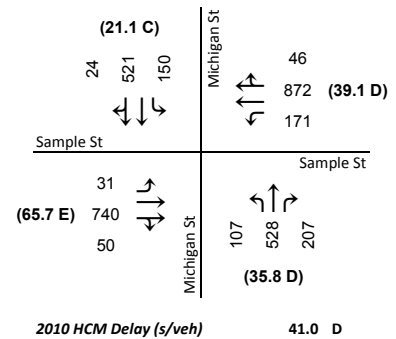 (21.1 C)
24 521 150
Michigan St
46
872 (39.1 D)
171
Sample St
Sample St
31
(65.7 E) 740
50
Michigan St
107 528 207
(35.8 D)
2010 HCM Delay (s/veh) 41.0 D